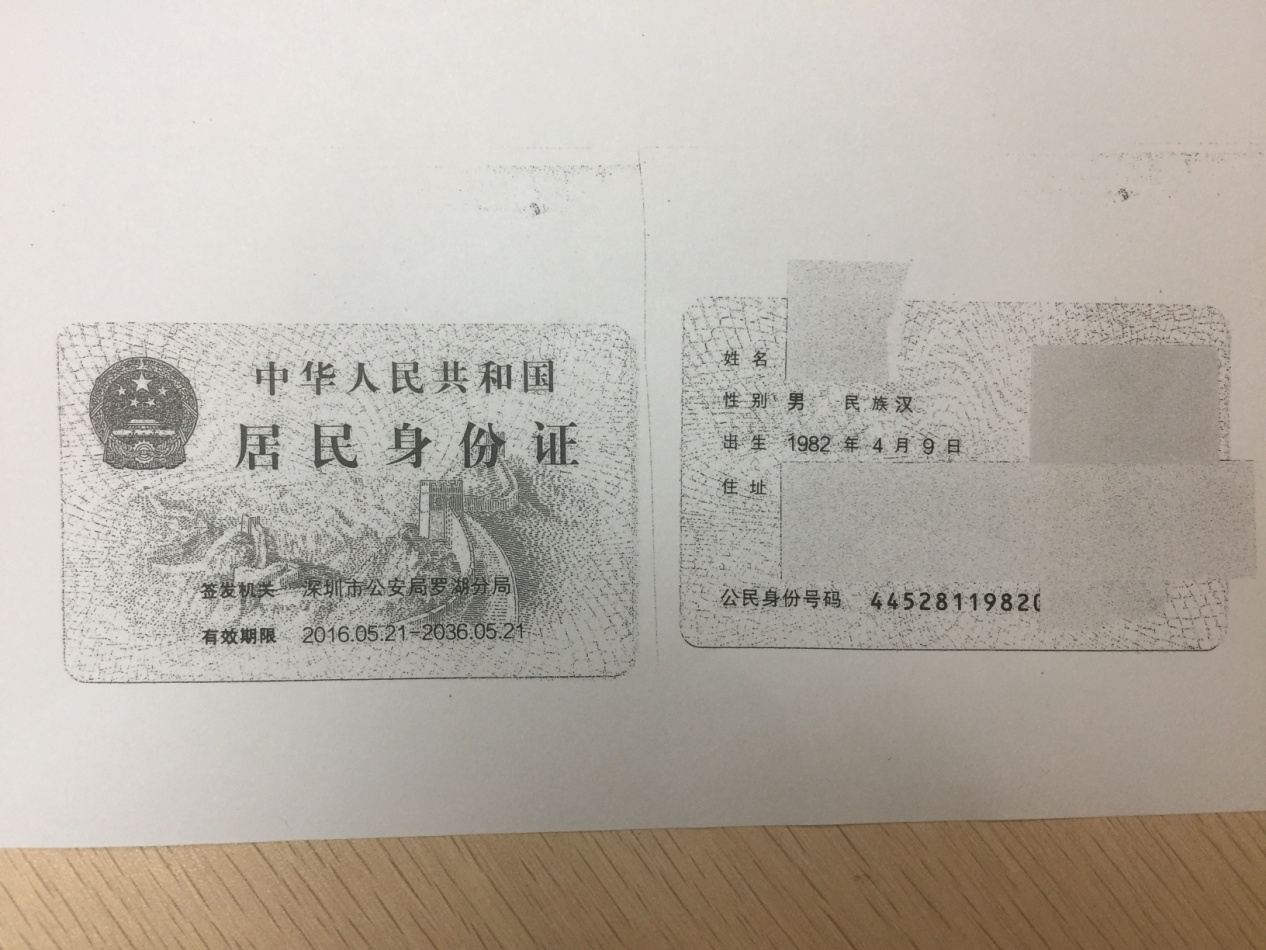 中华人民共和国
居民身份证
签发机关 深圳市公安局罗湖分局
有效期限 2016.05.21-2036.05.21
姓名
性别 男 民族 汉
出生 1982 年 4 月 9 日
住址
公民身份号码 44528119820